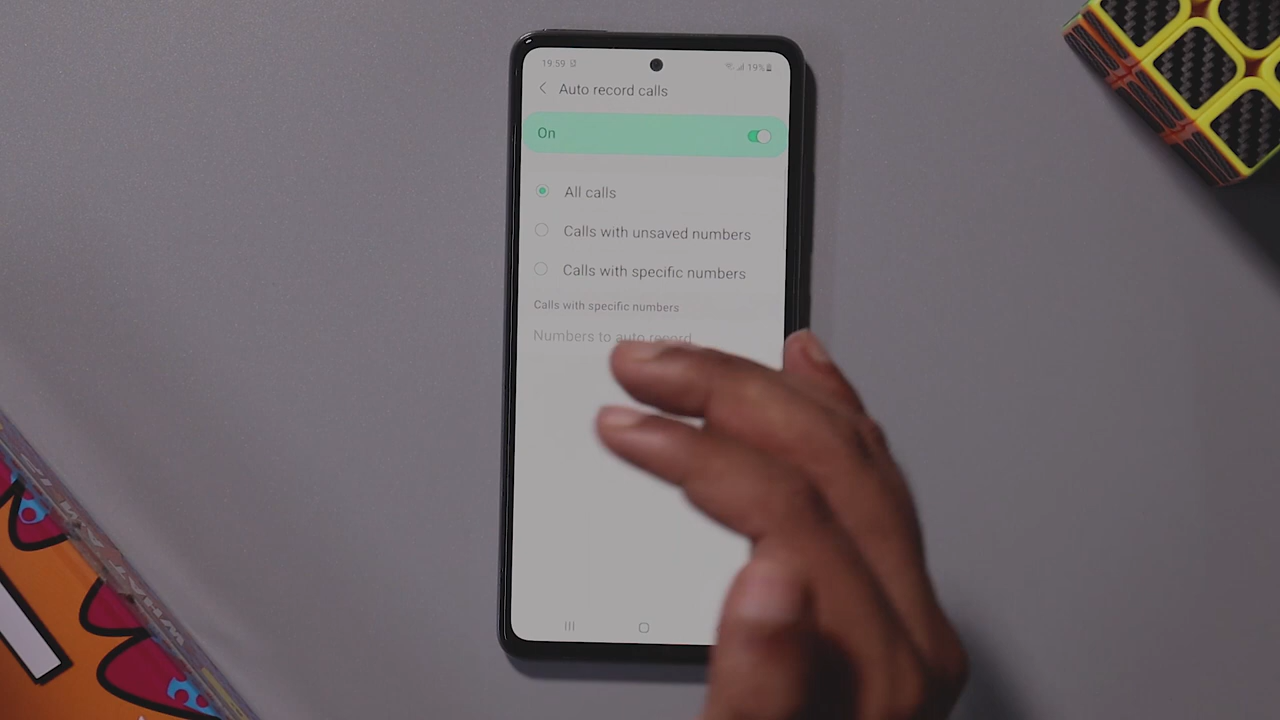 19:59
19%
Auto record calls
On
All calls
Calls with unsaved numbers
Calls with specific numbers
Calls with specific numbers
Numbers to auto record